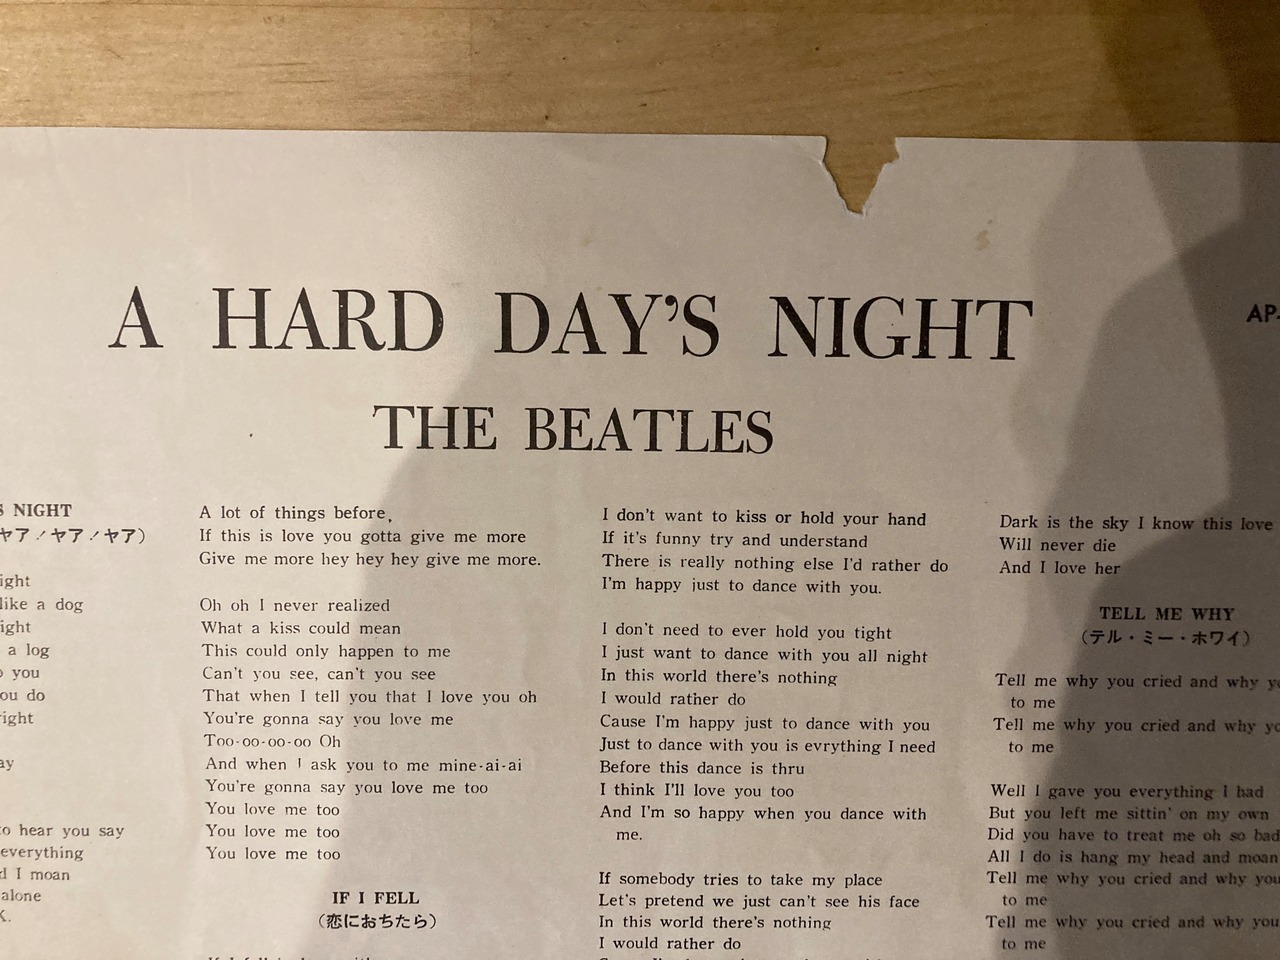 A HARD DAY'S NIGHT
AP-
THE BEATLES
NIGHT
ヤア！ヤア！ヤア）
like a dog
a log
you
do
to hear you say
everything
I moan
alone
A lot of things before,
If this is love you gotta give me more
Give me more hey hey hey give me more.
Oh oh I never realized
What a kiss could mean
This could only happen to me
Can't you see, can't you see
That when I tell you that I love you oh
You're gonna say you love me
Too-oo-oo-oo Oh
And when I ask you to me mine-ai-ai
You're gonna say you love me too
You love me too
You love me too
You love me too
IF I FELL
（恋におちたら）
I don't want to kiss or hold your hand
If it's funny try and understand
There is really nothing else I'd rather do
I'm happy just to dance with you.
I don't need to ever hold you tight
I just want to dance with you all night
In this world there's nothing
I would rather do
Cause I'm happy just to dance with you
Just to dance with you is evrything I need
Before this dance is thru
I think I'll love you too
And I'm so happy when you dance with
me.
If somebody tries to take my place
Let's pretend we just can't see his face
In this world there's nothing
I would rather do
Dark is the sky I know this love
Will never die
And I love her
TELL ME WHY
（テル・ミー・ホワイ）
Tell me why you cried and why
to me
Tell me why you cried and why
to me
Well I gave you everything I had
But you left me sittin' on my own
Did you have to treat me oh so bad
All I do is hang my head and moan
Tell me why you cried and why
to me
Tell me why you cried and why
to me